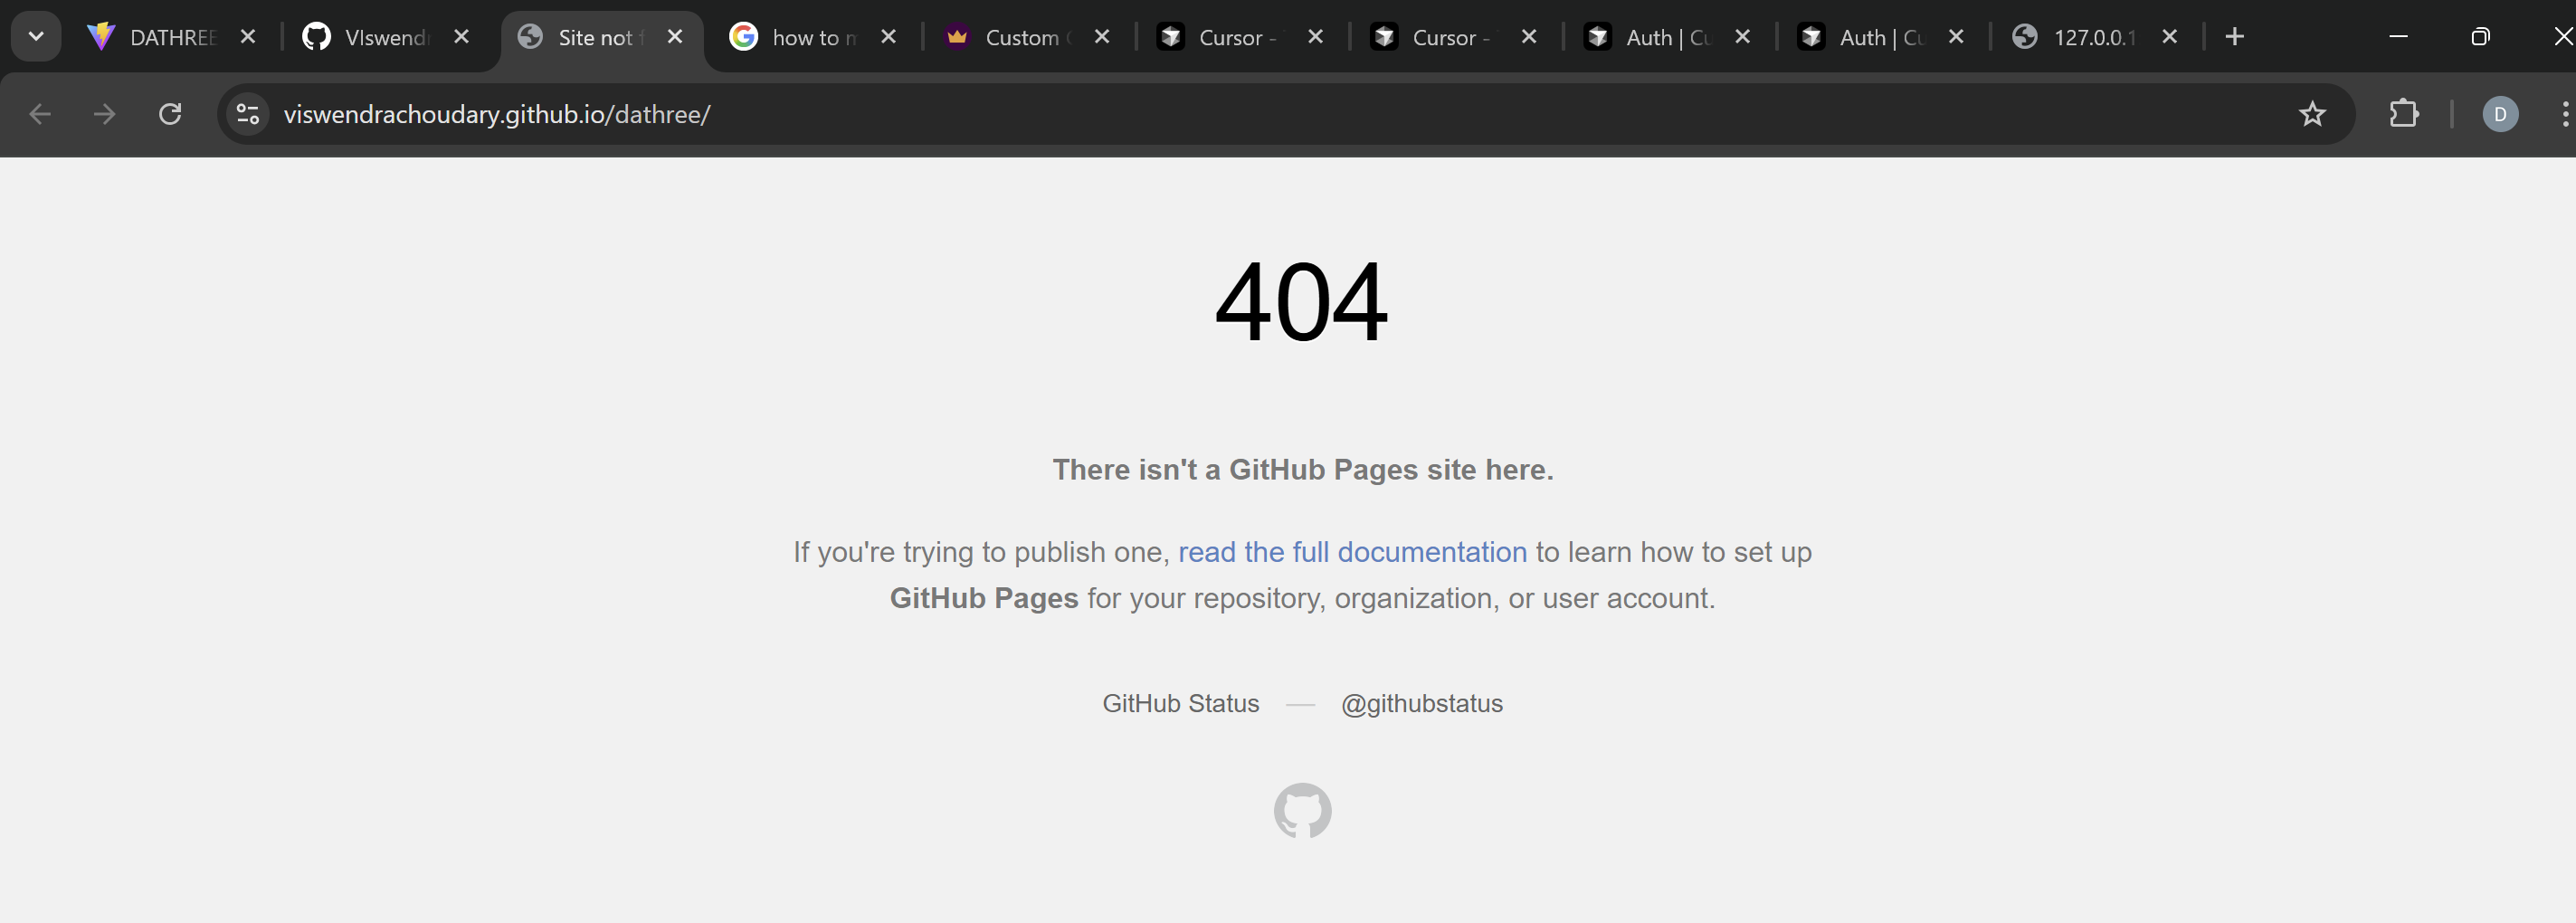 DATHREE
VIswend
Site not f
how to m
Custom
Cursor -
Cursor -
Auth | Cu
Auth | Cu
127.0.0.1
viswendrachoudary.github.io/dathree/
D
404
There isn't a GitHub Pages site here.
If you're trying to publish one, read the full documentation to learn how to set up
GitHub Pages for your repository, organization, or user account.
GitHub Status — @githubstatus